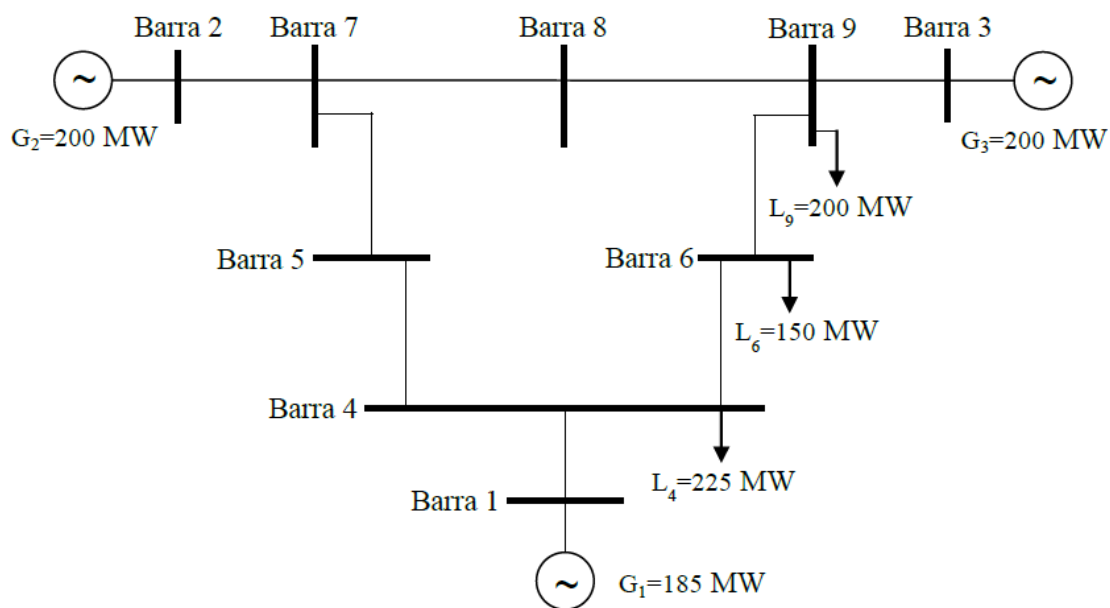 Barra 2
Barra 7
Barra 8
Barra 9
Barra 3
~
~
G₂=200 MW
G₃=200 MW
L₉=200 MW
Barra 5
Barra 6
L₆=150 MW
Barra 4
L₄=225 MW
Barra 1
~
G₁=185 MW